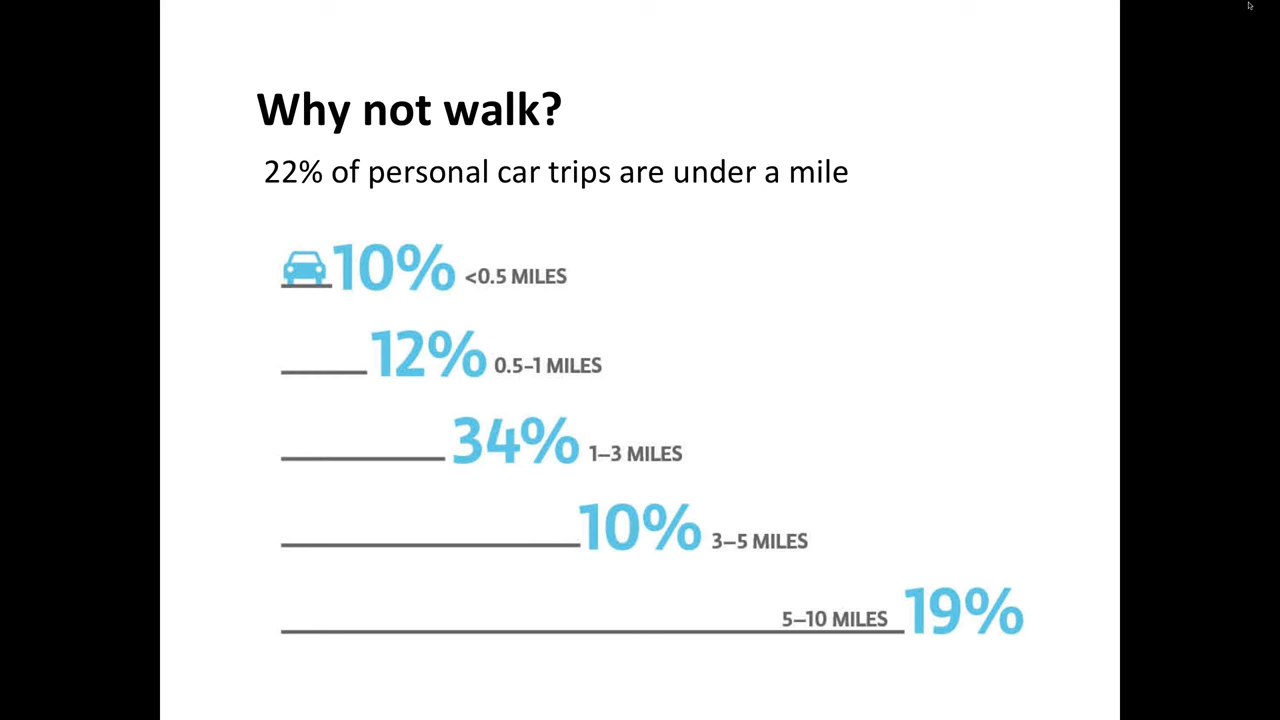 Why not walk?
22% of personal car trips are under a mile
10% <0.5 MILES
12% 0.5–1 MILES
34% 1–3 MILES
10% 3–5 MILES
5–10 MILES 19%